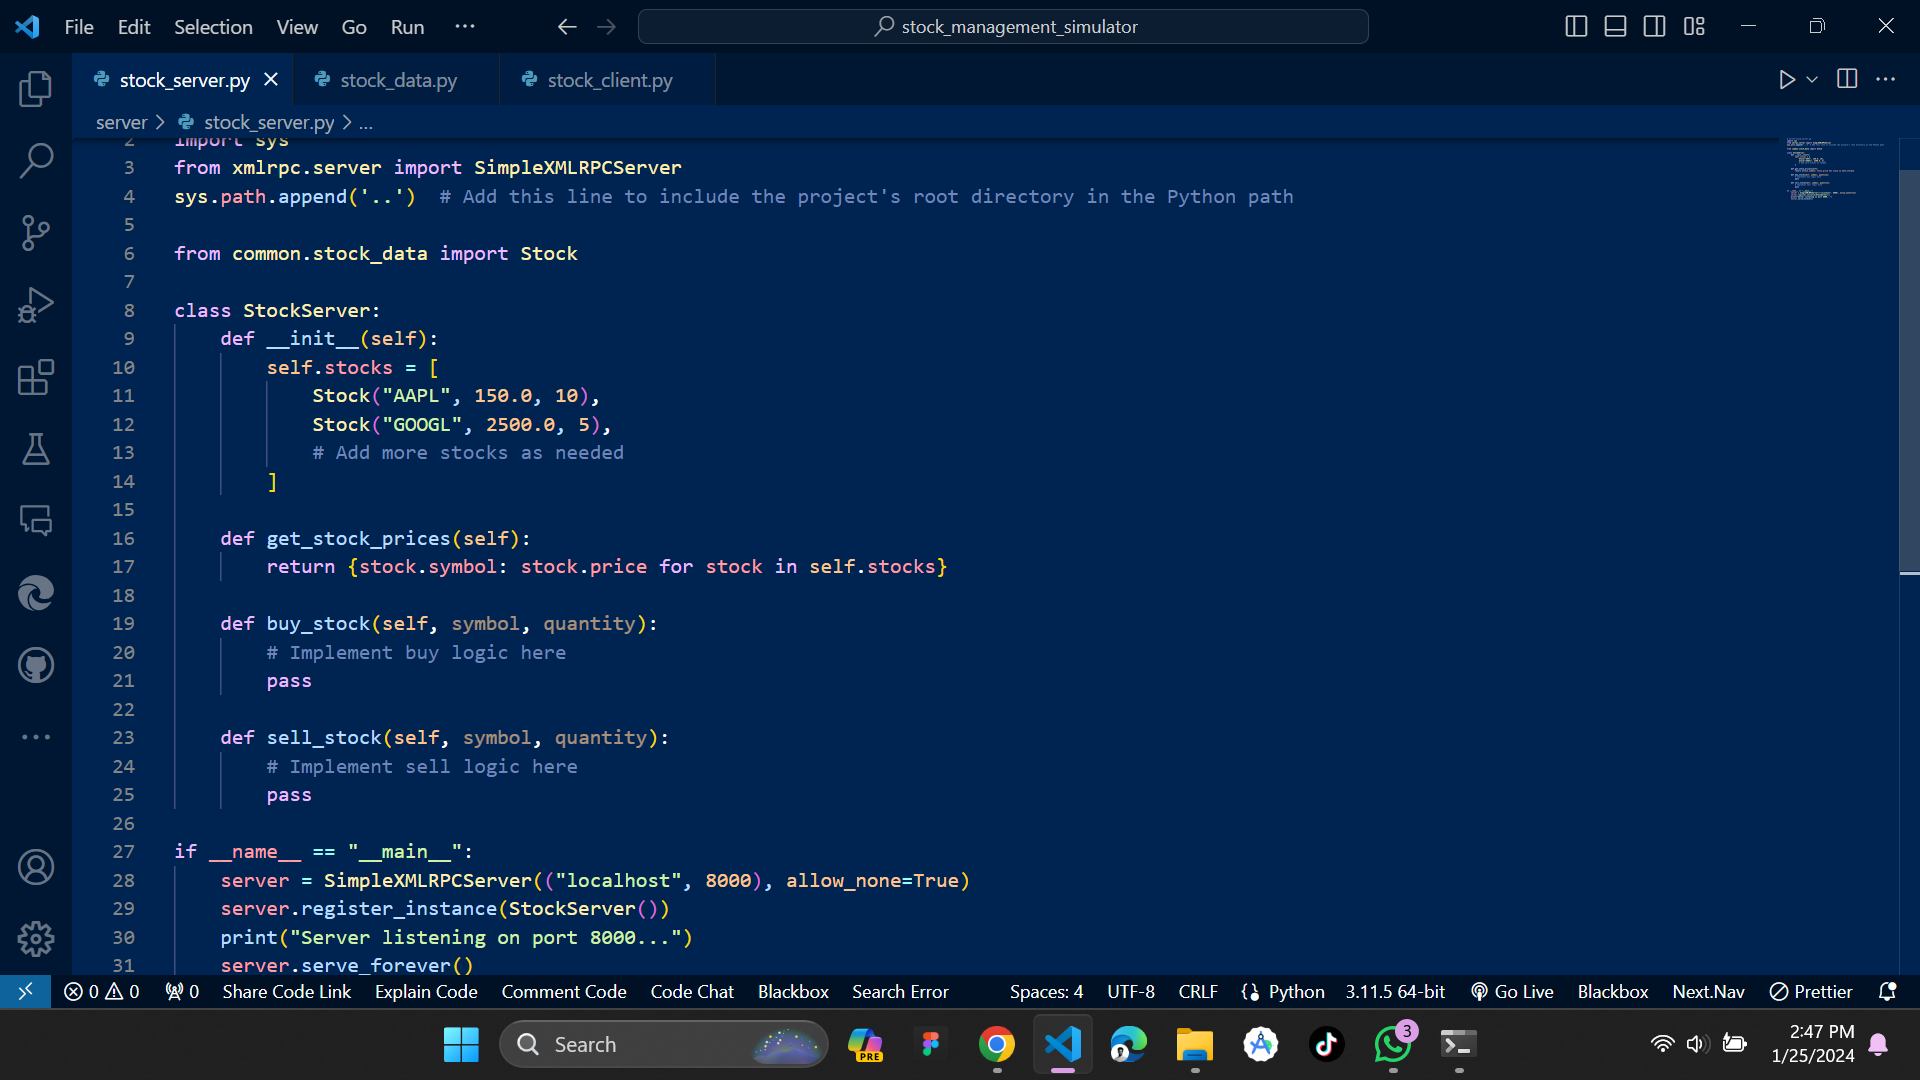 File Edit Selection View Go Run ··· stock_management_simulator
stock_server.py stock_data.py stock_client.py
server > stock_server.py > ...
2 import sys
3 from xmlrpc.server import SimpleXMLRPCServer
4 sys.path.append('..')  # Add this line to include the project's root directory in the Python path
5
6 from common.stock_data import Stock
7
8 class StockServer:
9     def __init__(self):
10         self.stocks = [
11             Stock("AAPL", 150.0, 10),
12             Stock("GOOGL", 2500.0, 5),
13             # Add more stocks as needed
14         ]
15
16     def get_stock_prices(self):
17         return {stock.symbol: stock.price for stock in self.stocks}
18
19     def buy_stock(self, symbol, quantity):
20         # Implement buy logic here
21         pass
22
23     def sell_stock(self, symbol, quantity):
24         # Implement sell logic here
25         pass
26
27 if __name__ == "__main__":
28     server = SimpleXMLRPCServer(("localhost", 8000), allow_none=True)
29     server.register_instance(StockServer())
30     print("Server listening on port 8000...")
31     server.serve_forever()
0 0 0 Share Code Link Explain Code Comment Code Code Chat Blackbox Search Error Spaces: 4 UTF-8 CRLF Python 3.11.5 64-bit Go Live Blackbox Next.Nav Prettier
Search PRE 3 2:47 PM
1/25/2024